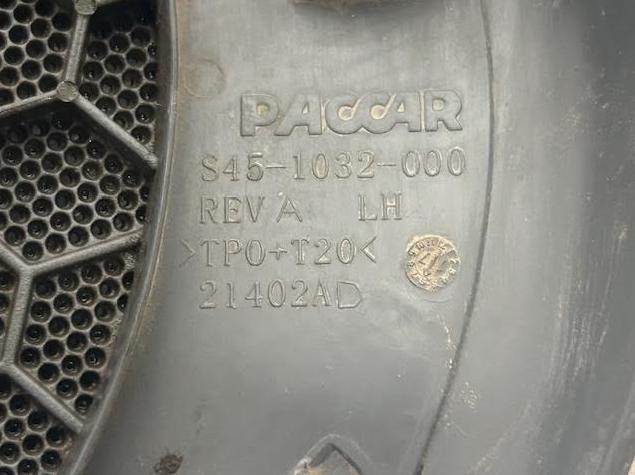 PACCAR
S45-1032-000
REV A LH
>TPO+T20<
21402AD